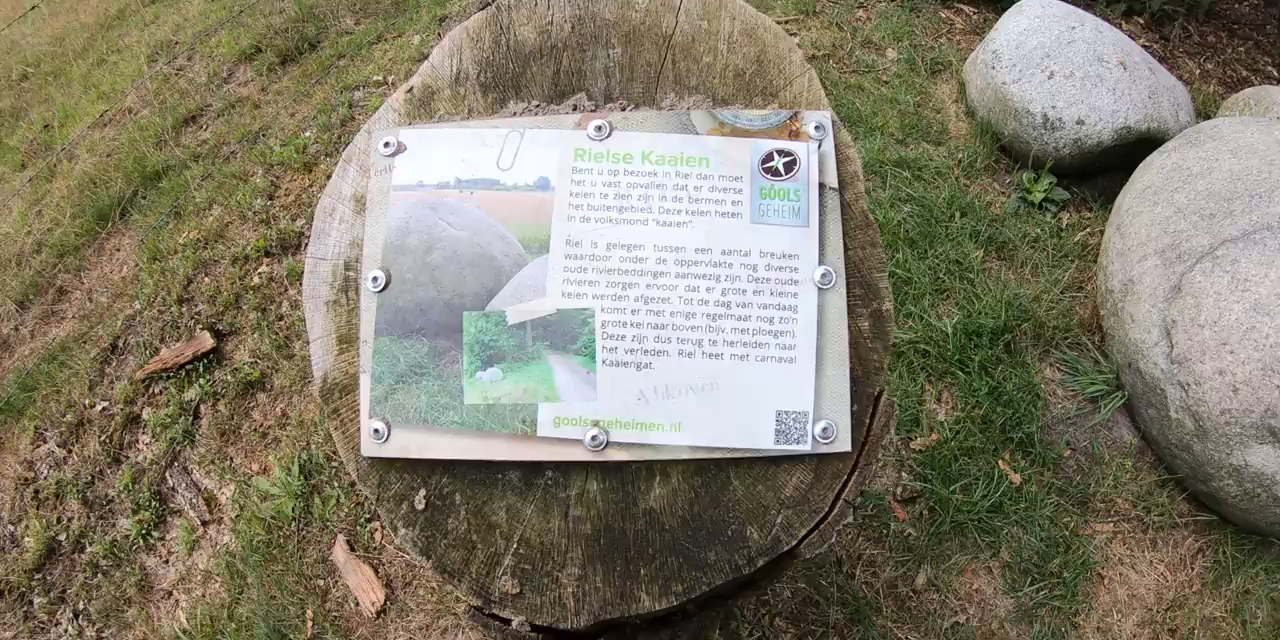 Rielse Kaaien
Bent u op bezoek in Riel dan moet
het u vast opvallen dat er diverse
keien te zien zijn in de bermen en
het buitengebied. Deze keien heten
in de volksmond "kaaien".
GÓOLS
GEHEIM
Riel is gelegen tussen een aantal breuken
waardoor onder de oppervlakte nog diverse
oude rivierbeddingen aanwezig zijn. Deze oude
rivieren zorgen ervoor dat er grote en kleine
keien werden afgezet. Tot de dag van vandaag
komt er met enige regelmaat nog zo'n
grote kei naar boven (bijv. met ploegen).
Deze zijn dus terug te herleiden naar
het verleden. Riel heet met carnaval
Kaaiengat.
Abkoven
goolsegeheimen.nl